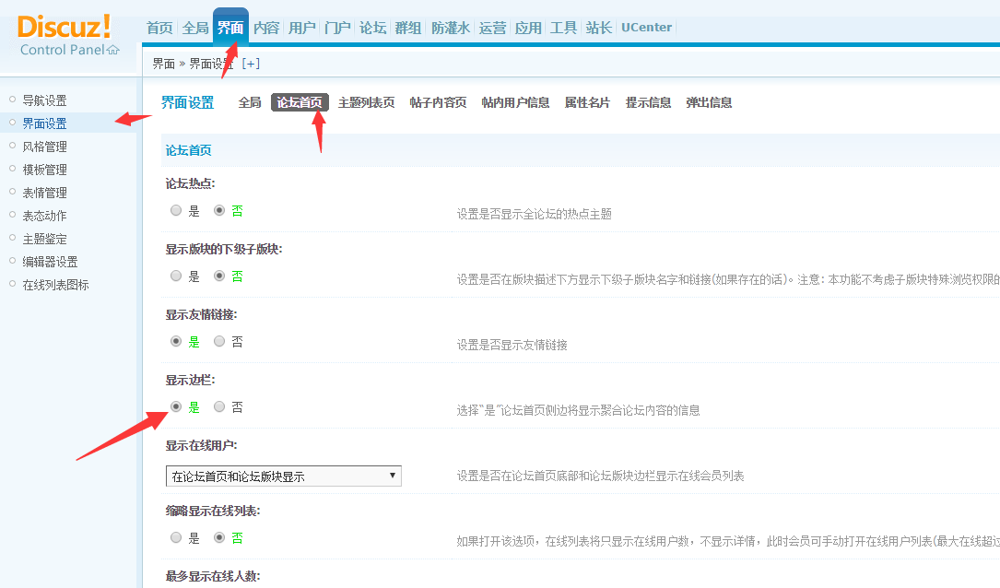 Discuz!
Control Panel
首页 全局 界面 内容 用户 门户 论坛 群组 防灌水 运营 应用 工具 站长 UCenter
界面 » 界面设置 [+]
导航设置
界面设置
风格管理
模板管理
表情管理
表态动作
主题鉴定
编辑器设置
在线列表图标
界面设置 全局 论坛首页 主题列表页 帖子内容页 帖内用户信息 属性名片 提示信息 弹出信息
论坛首页
论坛热点:
是 否 设置是否显示全论坛的热点主题
显示版块的下级子版块:
是 否 设置是否在版块描述下方显示下级子版块名字和链接(如果存在的话)。注意: 本功能不考虑子版块特殊浏览权限的
显示友情链接:
是 否 设置是否显示友情链接
显示边栏:
是 否 选择“是”论坛首页侧边将显示聚合论坛内容的信息
显示在线用户:
在论坛首页和论坛版块显示 设置是否在论坛首页底部和论坛版块边栏显示在线会员列表
缩略显示在线列表:
是 否 如果打开该选项，在线列表将只显示在线用户数，不显示详情，此时会员可手动打开在线用户列表(最大在线超过
最多显示在线人数: